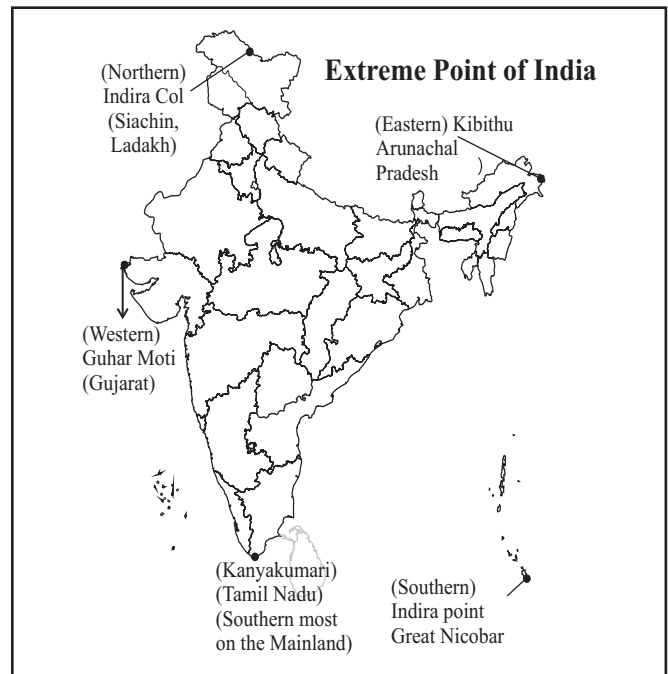 Extreme Point of India
(Northern)
Indira Col
(Siachin,
Ladakh)
(Eastern) Kibithu
Arunachal
Pradesh
(Western)
Guhar Moti
(Gujarat)
(Kanyakumari)
(Tamil Nadu)
(Southern most
on the Mainland)
(Southern)
Indira point
Great Nicobar